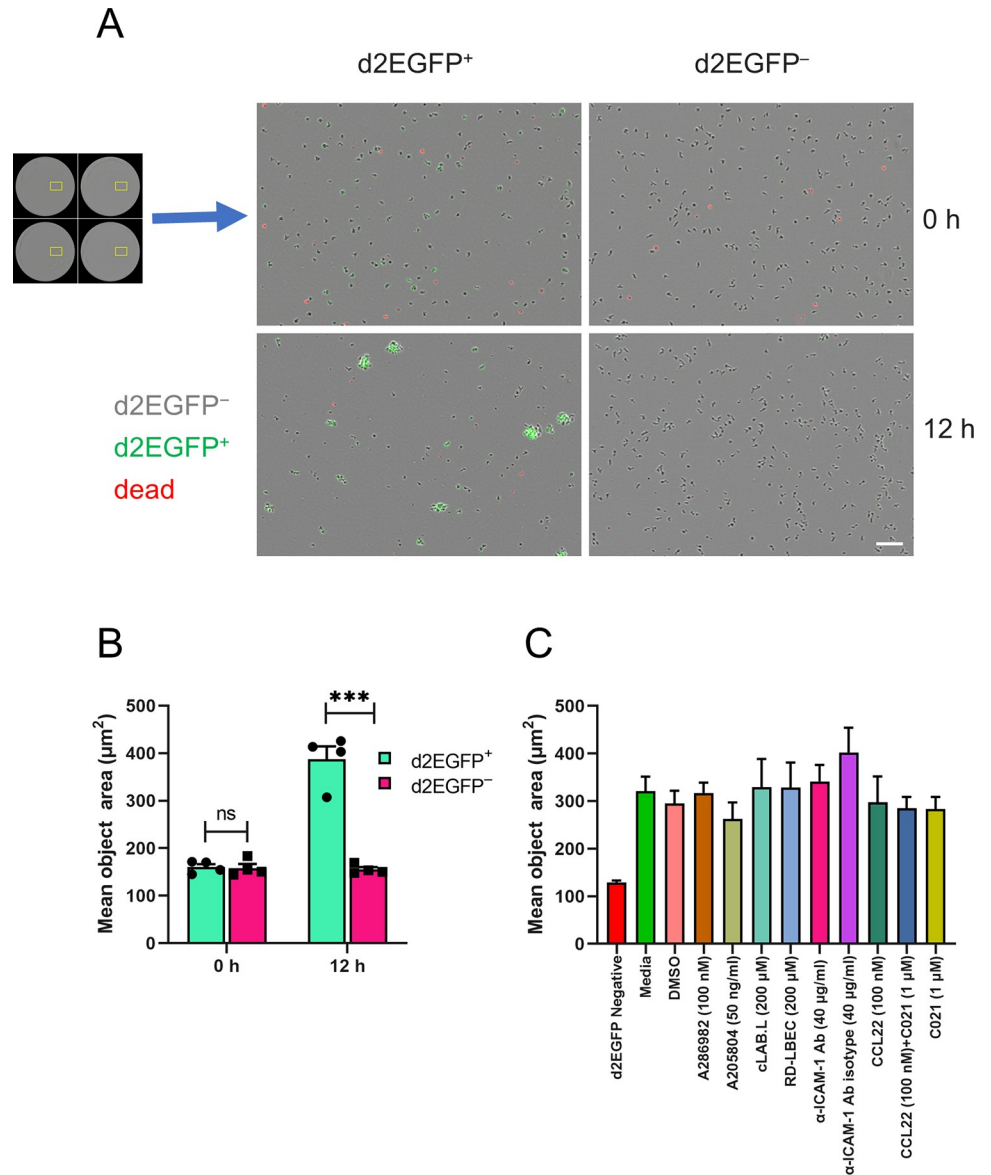 A
d2EGFP⁺
d2EGFP⁻
0 h
d2EGFP⁻
d2EGFP⁺
dead
12 h
B
C
Mean object area (µm²)
500
400
300
200
100
0
ns
***
d2EGFP⁺
d2EGFP⁻
0 h
12 h
Mean object area (µm²)
500
400
300
200
100
0
d2EGFP Negative
Media
DMSO
A286982 (100 nM)
A205804 (50 ng/ml)
cLAB.L (200 µM)
RD-LBEC (200 µM)
α-ICAM-1 Ab (40 µg/ml)
α-ICAM-1 Ab isotype (40 µg/ml)
CCL22 (100 nM)
CCL22 (100 nM)+C021 (1 µM)
C021 (1 µM)